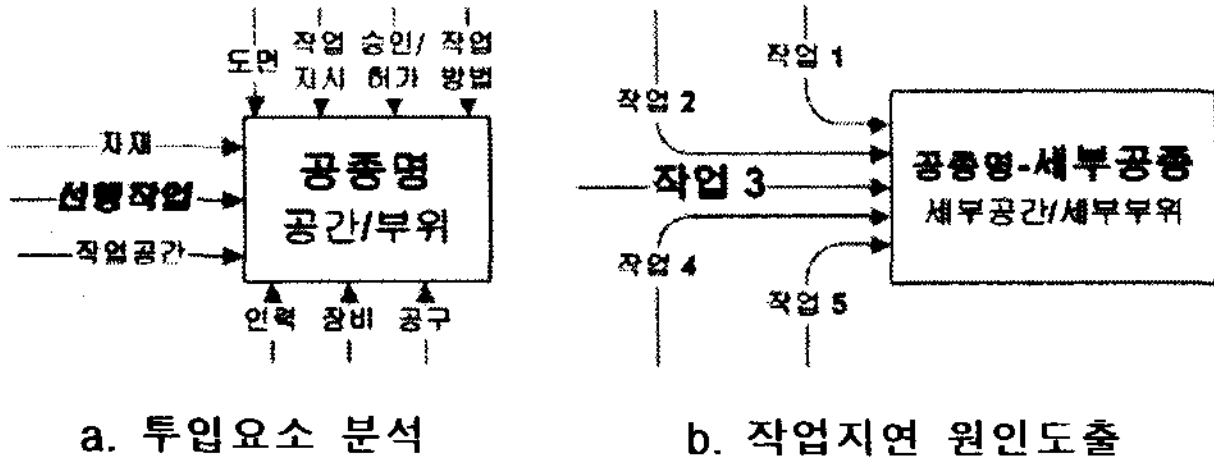 도면
작업 지시
승인/ 허가
작업 방법
자재
선행작업
작업공간
공종명
공간/부위
인력 장비 공구
a. 투입요소 분석
작업 1
작업 2
작업 3
작업 4
작업 5
공종명-세부공종
세부공간/세부부위
b. 작업지연 원인도출